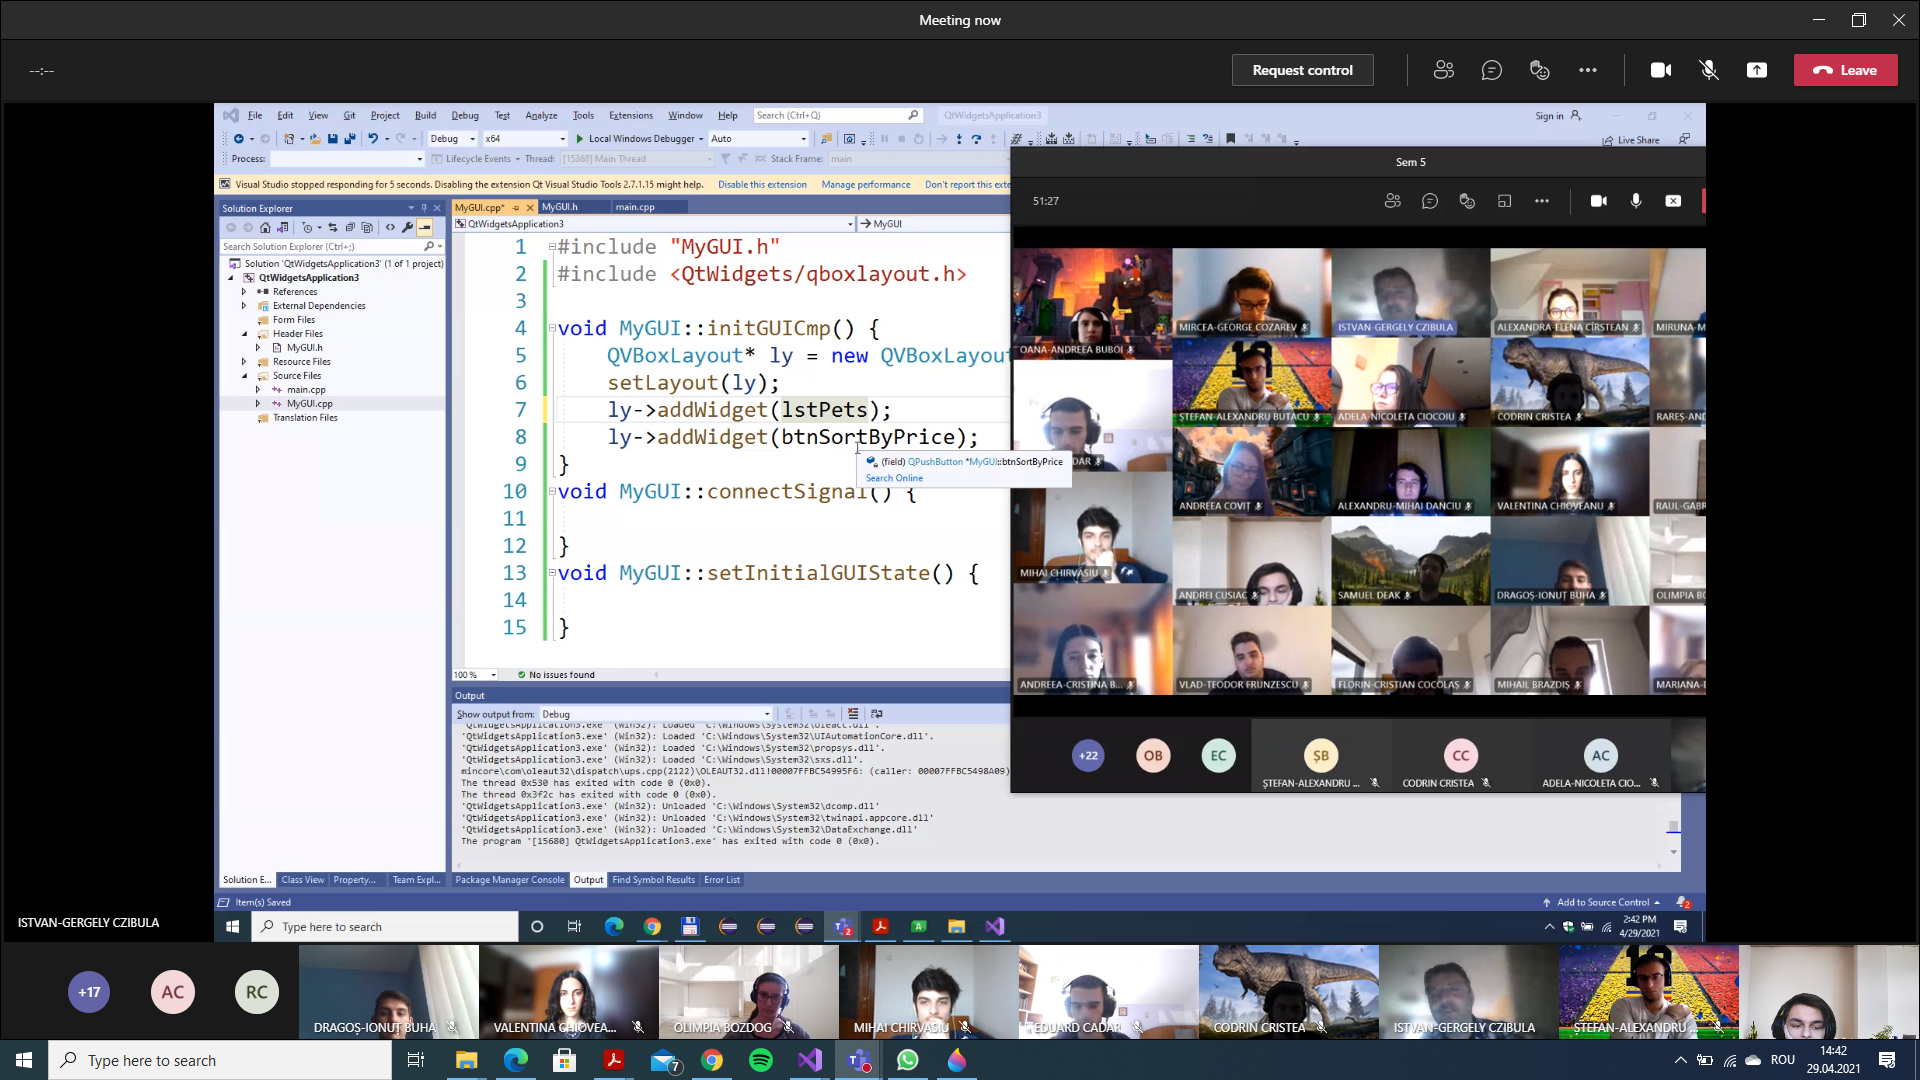 Meeting now
--:--
Request control
Leave
File Edit View Git Project Build Debug Test Analyze Tools Extensions Window Help Search (Ctrl+Q) QtWidgetsApplication3 Sign in
Debug x64 Local Windows Debugger Auto Live Share
Process: Lifecycle Events Thread: [15368] Main Thread Stack Frame: main
Visual Studio stopped responding for 5 seconds. Disabling the extension Qt Visual Studio Tools 2.7.1.15 might help. Disable this extension Manage performance Don't report this exte
Solution Explorer
Search Solution Explorer (Ctrl+;)
Solution 'QtWidgetsApplication3' (1 of 1 project)
QtWidgetsApplication3
References
External Dependencies
Form Files
Header Files
MyGUI.h
Resource Files
Source Files
main.cpp
MyGUI.cpp
Translation Files
MyGUI.cpp* MyGUI.h main.cpp
QtWidgetsApplication3 MyGUI
1 #include "MyGUI.h"
2 #include <QtWidgets/qboxlayout.h>
3
4 void MyGUI::initGUICmp() {
5 QVBoxLayout* ly = new QVBoxLayout
6 setLayout(ly);
7 ly->addWidget(lstPets);
8 ly->addWidget(btnSortByPrice);
9 }
(field) QPushButton *MyGUI::btnSortByPrice
Search Online
10 void MyGUI::connectSignal() {
11
12 }
13 void MyGUI::setInitialGUIState() {
14
15 }
100 % No issues found
Output
Show output from: Debug
'QtWidgetsApplication3.exe' (Win32): Loaded 'C:\Windows\System32\oleacc.dll'.
'QtWidgetsApplication3.exe' (Win32): Loaded 'C:\Windows\System32\UIAutomationCore.dll'.
'QtWidgetsApplication3.exe' (Win32): Loaded 'C:\Windows\System32\propsys.dll'.
'QtWidgetsApplication3.exe' (Win32): Loaded 'C:\Windows\System32\sxs.dll'.
mincore\com\oleaut32\dispatch\ups.cpp(2122)\OLEAUT32.dll!00007FFBC54995F6: (caller: 00007FFBC5498A09)
The thread 0x530 has exited with code 0 (0x0).
The thread 0x3f2c has exited with code 0 (0x0).
'QtWidgetsApplication3.exe' (Win32): Unloaded 'C:\Windows\System32\dcomp.dll'
'QtWidgetsApplication3.exe' (Win32): Unloaded 'C:\Windows\System32\twinapi.appcore.dll'
'QtWidgetsApplication3.exe' (Win32): Unloaded 'C:\Windows\System32\DataExchange.dll'
The program '[15680] QtWidgetsApplication3.exe' has exited with code 0 (0x0).
Solution E... Class View Property... Team Expl... Package Manager Console Output Find Symbol Results Error List
Item(s) Saved Add to Source Control 2
Sem 5
51:27
OANA-ANDREEA BUBOI
MIRCEA-GEORGE COZAREV
ISTVAN-GERGELY CZIBULA
ALEXANDRA-ELENA CÎRSTEAN
MIRUNA-M
DAR
ȘTEFAN-ALEXANDRU BUTACU
ADELA-NICOLETA CIOCOIU
CODRIN CRISTEA
RAREȘ-AND
ANDREEA COVIT
ALEXANDRU-MIHAI DANCIU
VALENTINA CHIOVEANU
RAUL-GABR
MIHAI CHIRVASIU
ANDREI CUSIAC
SAMUEL DEAK
DRAGOȘ-IONUȚ BUHA
OLIMPIA BO
ANDREEA-CRISTINA B...
VLAD-TEODOR FRUNZESCU
FLORIN-CRISTIAN COCOLAȘ
MIHAIL BRAZDIȘ
MARIANA-D
+22 OB EC ȘB CC AC
ȘTEFAN-ALEXANDRU ... CODRIN CRISTEA ADELA-NICOLETA CIO...
ISTVAN-GERGELY CZIBULA
Type here to search
2:42 PM
4/29/2021
+17 AC RC
DRAGOȘ-IONUȚ BUHA
VALENTINA CHIOVEA...
OLIMPIA BOZDOG
MIHAI CHIRVASIU
EDUARD CADAR
CODRIN CRISTEA
ISTVAN-GERGELY CZIBULA
ȘTEFAN-ALEXANDRU ...
Type here to search
7
ROU
14:42
29.04.2021